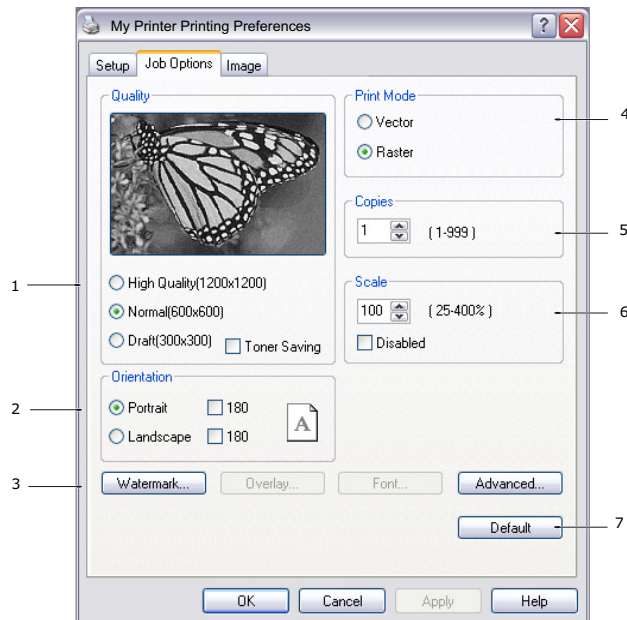 My Printer Printing Preferences
?
Setup Job Options Image
Quality
High Quality(1200x1200)
Normal(600x600)
Draft(300x300) Toner Saving
Orientation
Portrait 180
Landscape 180
A
Print Mode
Vector
Raster
Copies
1 (1-999)
Scale
100 (25-400%)
Disabled
Watermark... Overlay... Font... Advanced...
Default
OK Cancel Apply Help
1
2
3
4
5
6
7